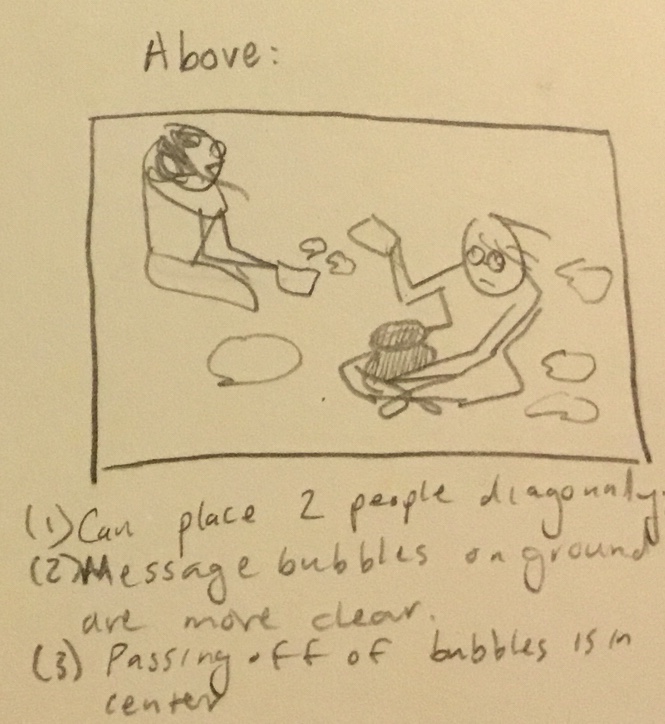 Above:
(1) Can place 2 people diagonally.
(2) Message bubbles on ground
are more clear.
(3) Passing off of bubbles is in
center